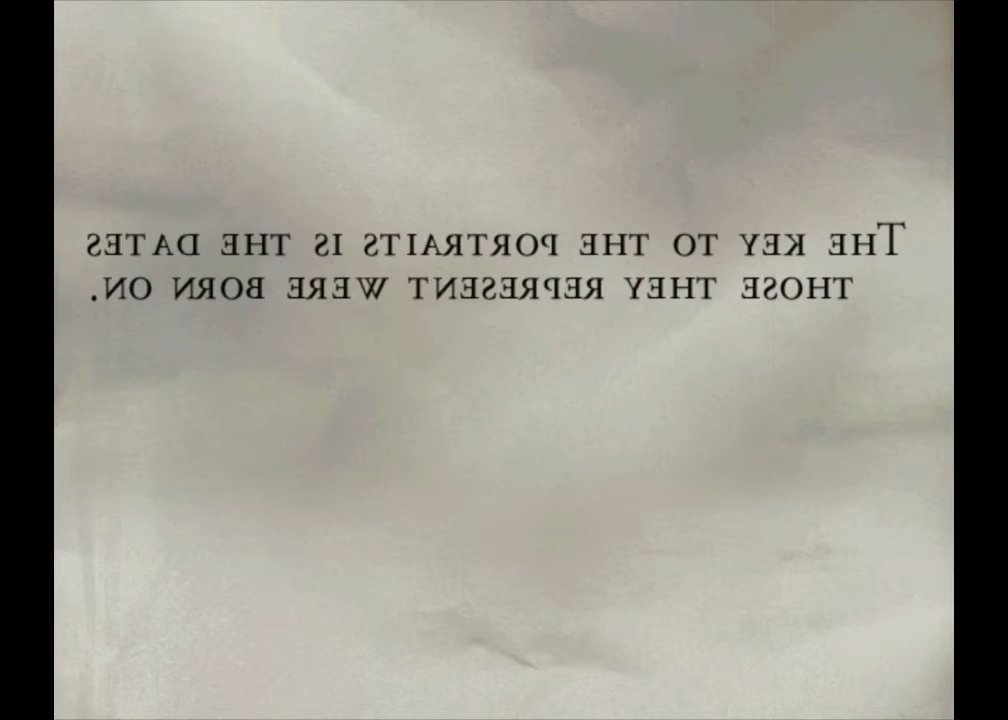 The key to the portraits is the dates
those they represent were born on.